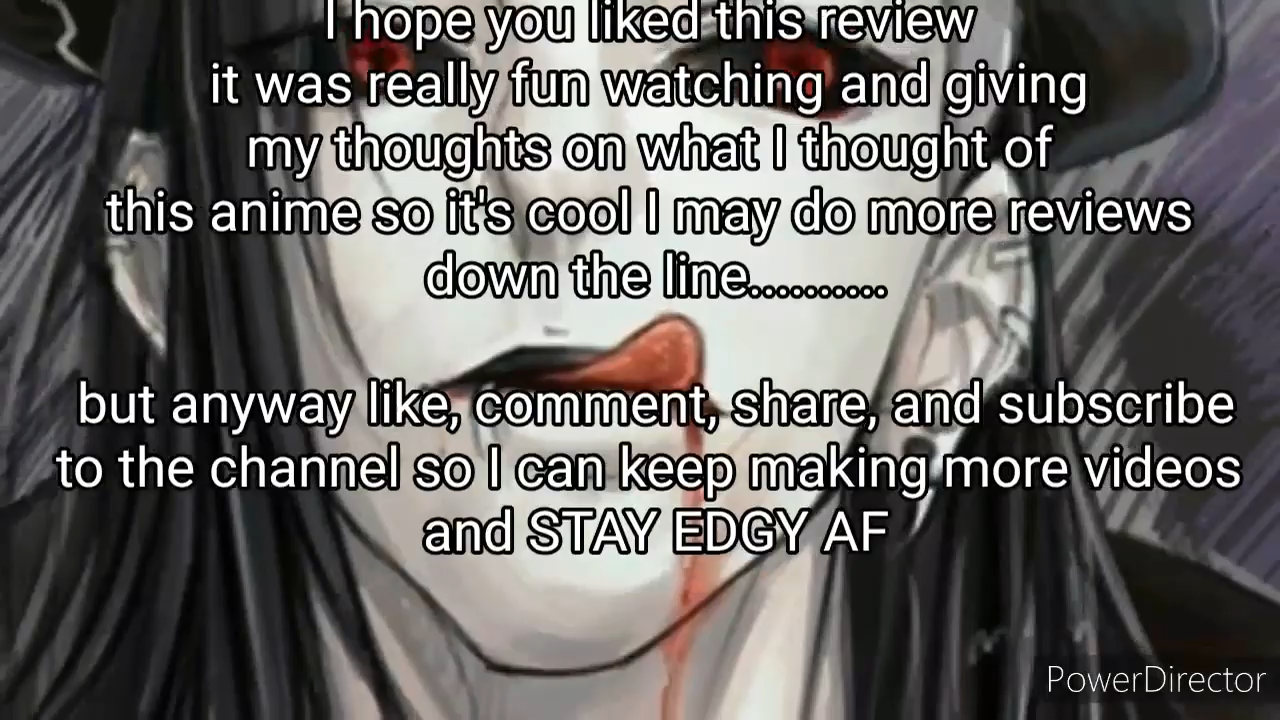 I hope you liked this review
it was really fun watching and giving
my thoughts on what I thought of
this anime so it's cool I may do more reviews
down the line..........
but anyway like, comment, share, and subscribe
to the channel so I can keep making more videos
and STAY EDGY AF
PowerDirector